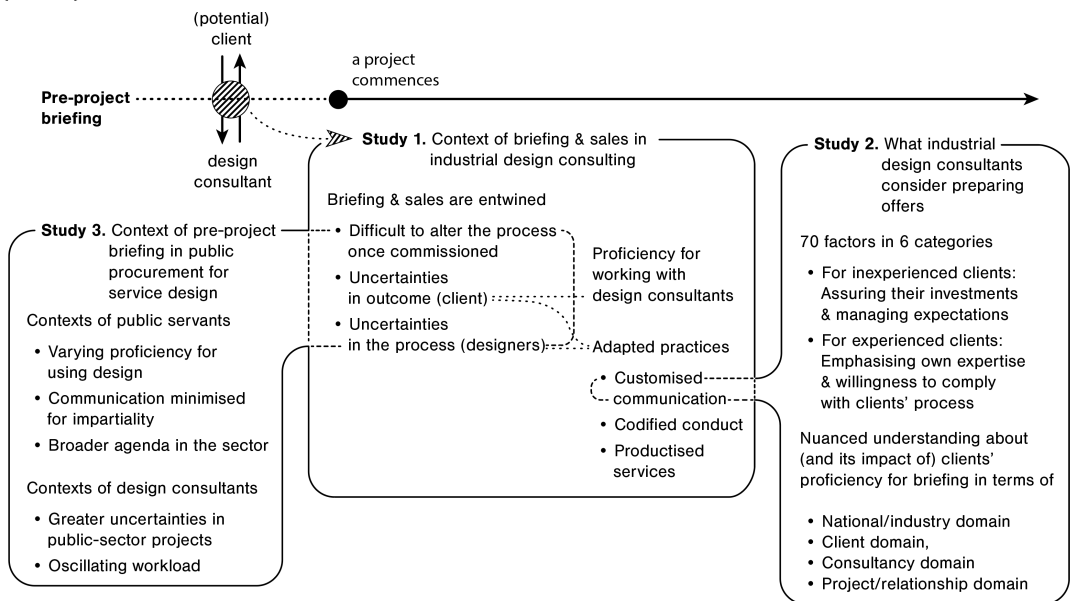 (potential)
client
a project
commences
Pre-project
briefing
design
consultant
Study 1. Context of briefing & sales in
industrial design consulting
Briefing & sales are entwined
• Difficult to alter the process
once commissioned
• Uncertainties
in outcome (client)
• Uncertainties
in the process (designers)
Proficiency for
working with
design consultants
Adapted practices
• Customised
communication
• Codified conduct
• Productised
services
Study 2. What industrial
design consultants
consider preparing
offers
70 factors in 6 categories
• For inexperienced clients:
Assuring their investments
& managing expectations
• For experienced clients:
Emphasising own expertise
& willingness to comply
with clients’ process
Nuanced understanding about
(and its impact of) clients’
proficiency for briefing in terms of
• National/industry domain
• Client domain,
• Consultancy domain
• Project/relationship domain
Study 3. Context of pre-project
briefing in public
procurement for
service design
Contexts of public servants
• Varying proficiency for
using design
• Communication minimised
for impartiality
• Broader agenda in the sector
Contexts of design consultants
• Greater uncertainties in
public-sector projects
• Oscillating workload